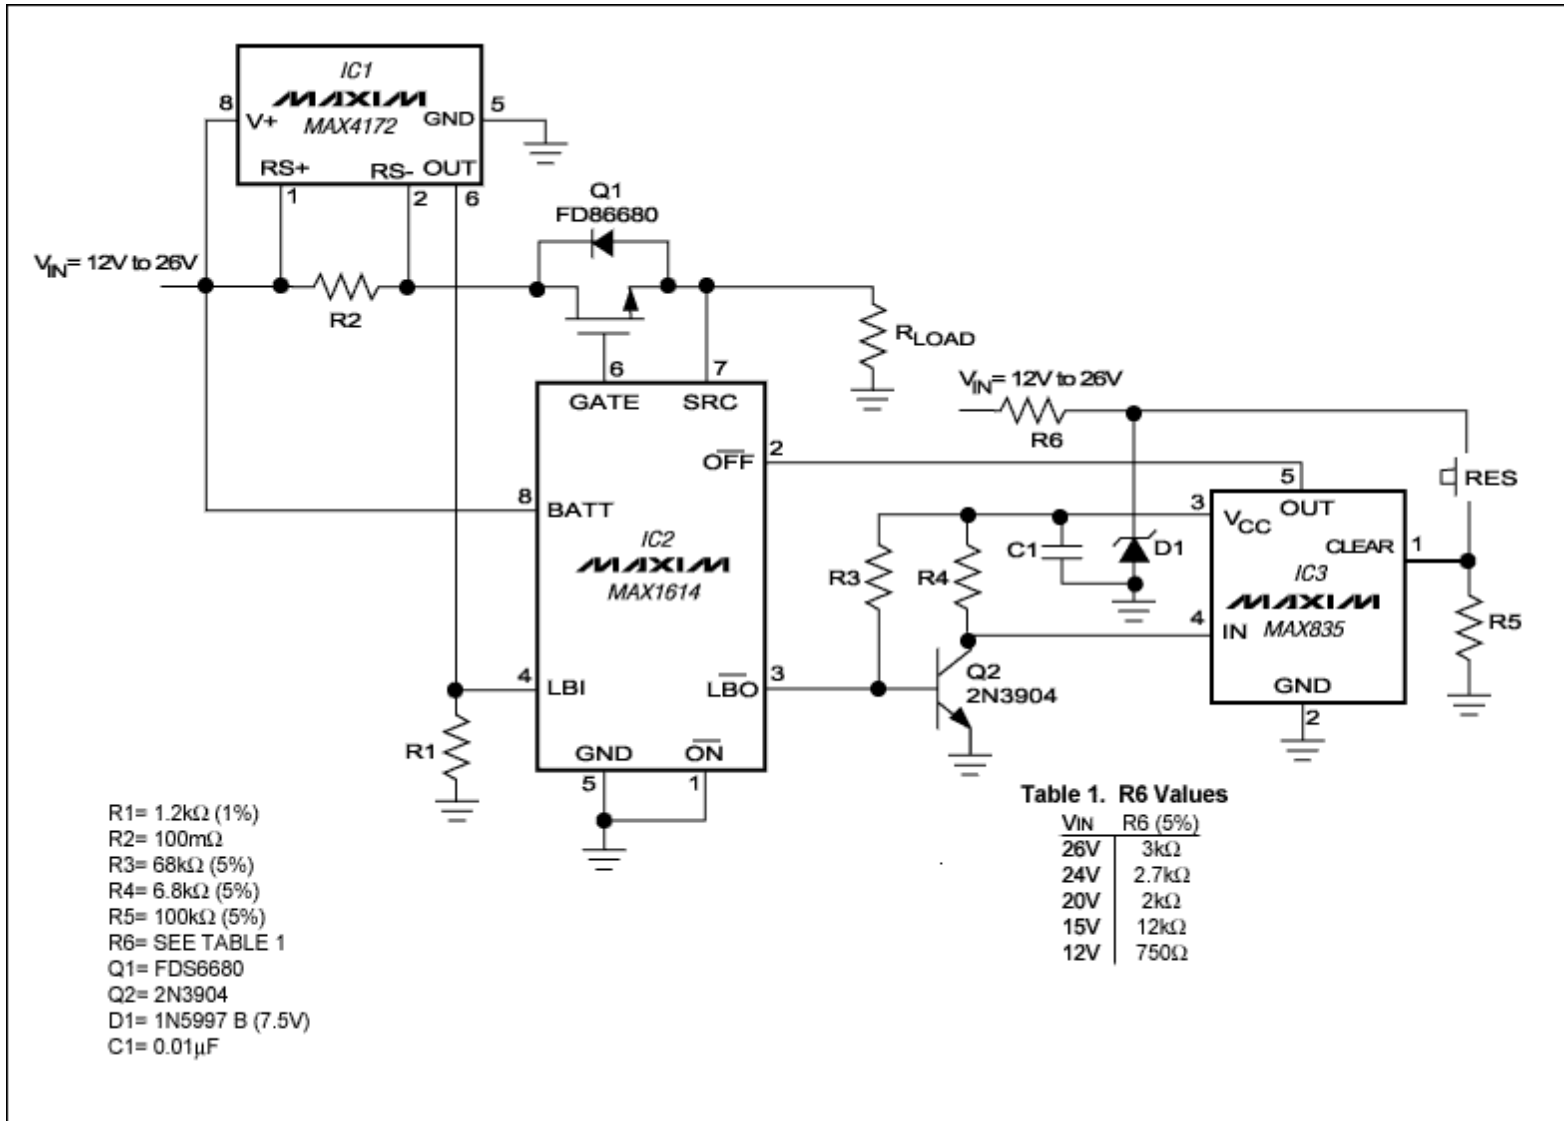 IC1
MAXIM
MAX4172
8
V+
GND
5
RS+
RS-
OUT
1
2
6
Q1
FD86680
VIN= 12V to 26V
R2
RLOAD
6
7
GATE
SRC
VIN= 12V to 26V
R6
OFF
2
5
RES
8
BATT
3
VCC
OUT
IC2
MAXIM
MAX1614
R3
R4
C1
D1
CLEAR
1
IC3
MAXIM
MAX835
4
IN
R5
4
LBI
LBO
3
Q2
2N3904
GND
2
R1
GND
ON
5
1
R1= 1.2kΩ (1%)
R2= 100mΩ
R3= 68kΩ (5%)
R4= 6.8kΩ (5%)
R5= 100kΩ (5%)
R6= SEE TABLE 1
Q1= FDS6680
Q2= 2N3904
D1= 1N5997 B (7.5V)
C1= 0.01µF
Table 1. R6 Values
VIN R6 (5%)
26V 3kΩ
24V 2.7kΩ
20V 2kΩ
15V 12kΩ
12V 750Ω